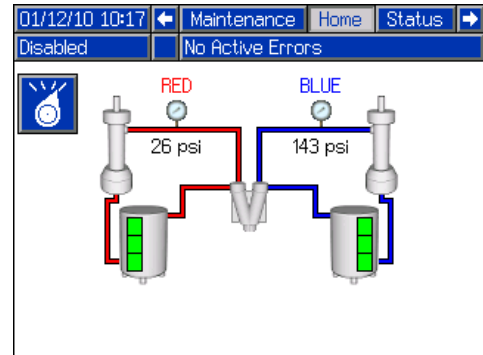 01/12/10 10:17 Maintenance Home Status
Disabled No Active Errors
RED BLUE
26 psi 143 psi